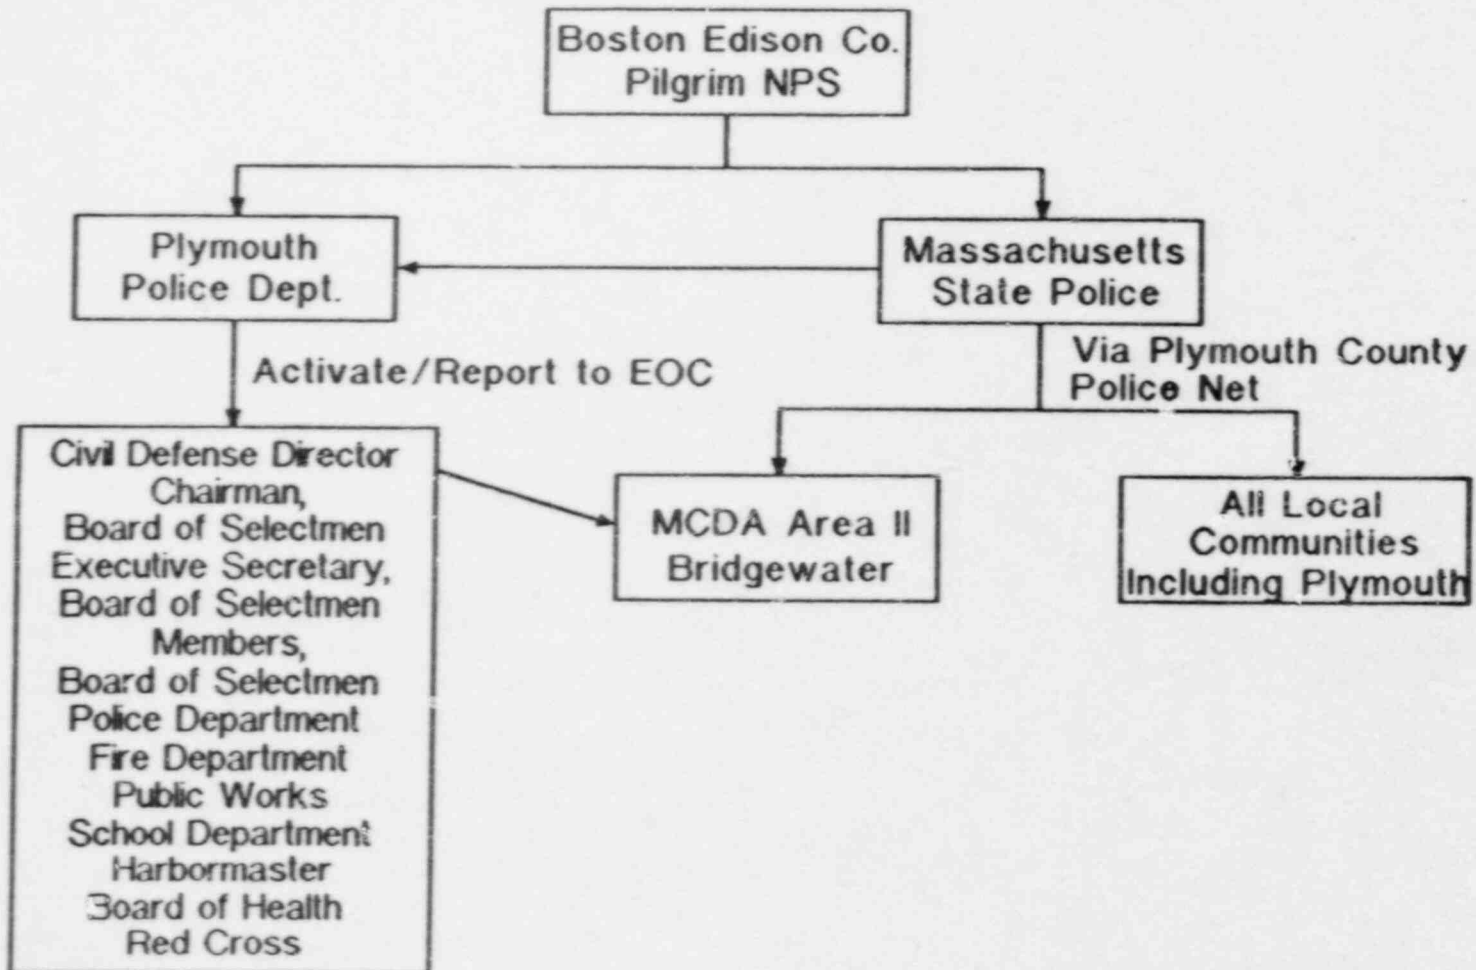 Boston Edison Co.
Pilgrim NPS
Plymouth
Police Dept.
Massachusetts
State Police
Activate/Report to EOC
Via Plymouth County
Police Net
Civil Defense Director
Chairman,
Board of Selectmen
Executive Secretary,
Board of Selectmen
Members,
Board of Selectmen
Police Department
Fire Department
Public Works
School Department
Harbormaster
Board of Health
Red Cross
MCDA Area II
Bridgewater
All Local
Communities
Including Plymouth